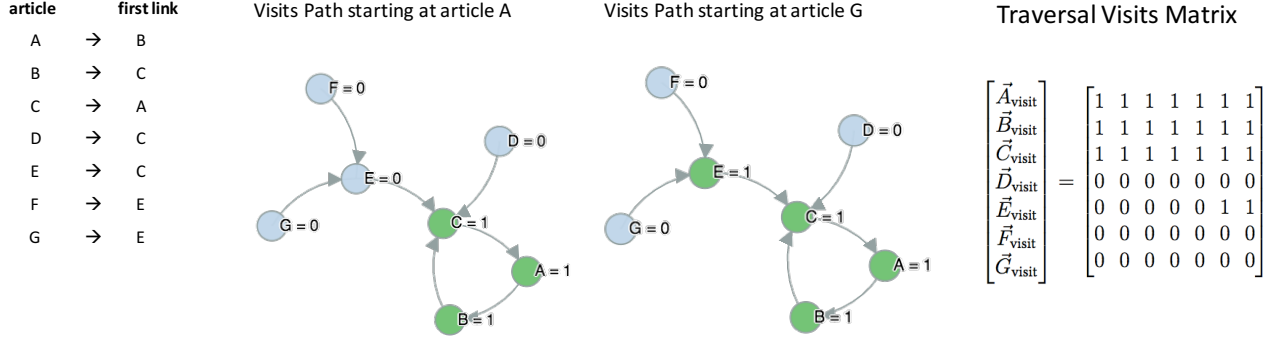 article first link
A → B
B → C
C → A
D → C
E → C
F → E
G → E
Visits Path starting at article A
F = 0
D = 0
E = 0
G = 0
C = 1
A = 1
B = 1
Visits Path starting at article G
F = 0
D = 0
E = 1
C = 1
G = 0
A = 1
B = 1
Traversal Visits Matrix
A⃗visit
B⃗visit
C⃗visit
D⃗visit
E⃗visit
F⃗visit
G⃗visit
=
1 1 1 1 1 1 1
1 1 1 1 1 1 1
1 1 1 1 1 1 1
0 0 0 0 0 0 0
0 0 0 0 0 1 1
0 0 0 0 0 0 0
0 0 0 0 0 0 0